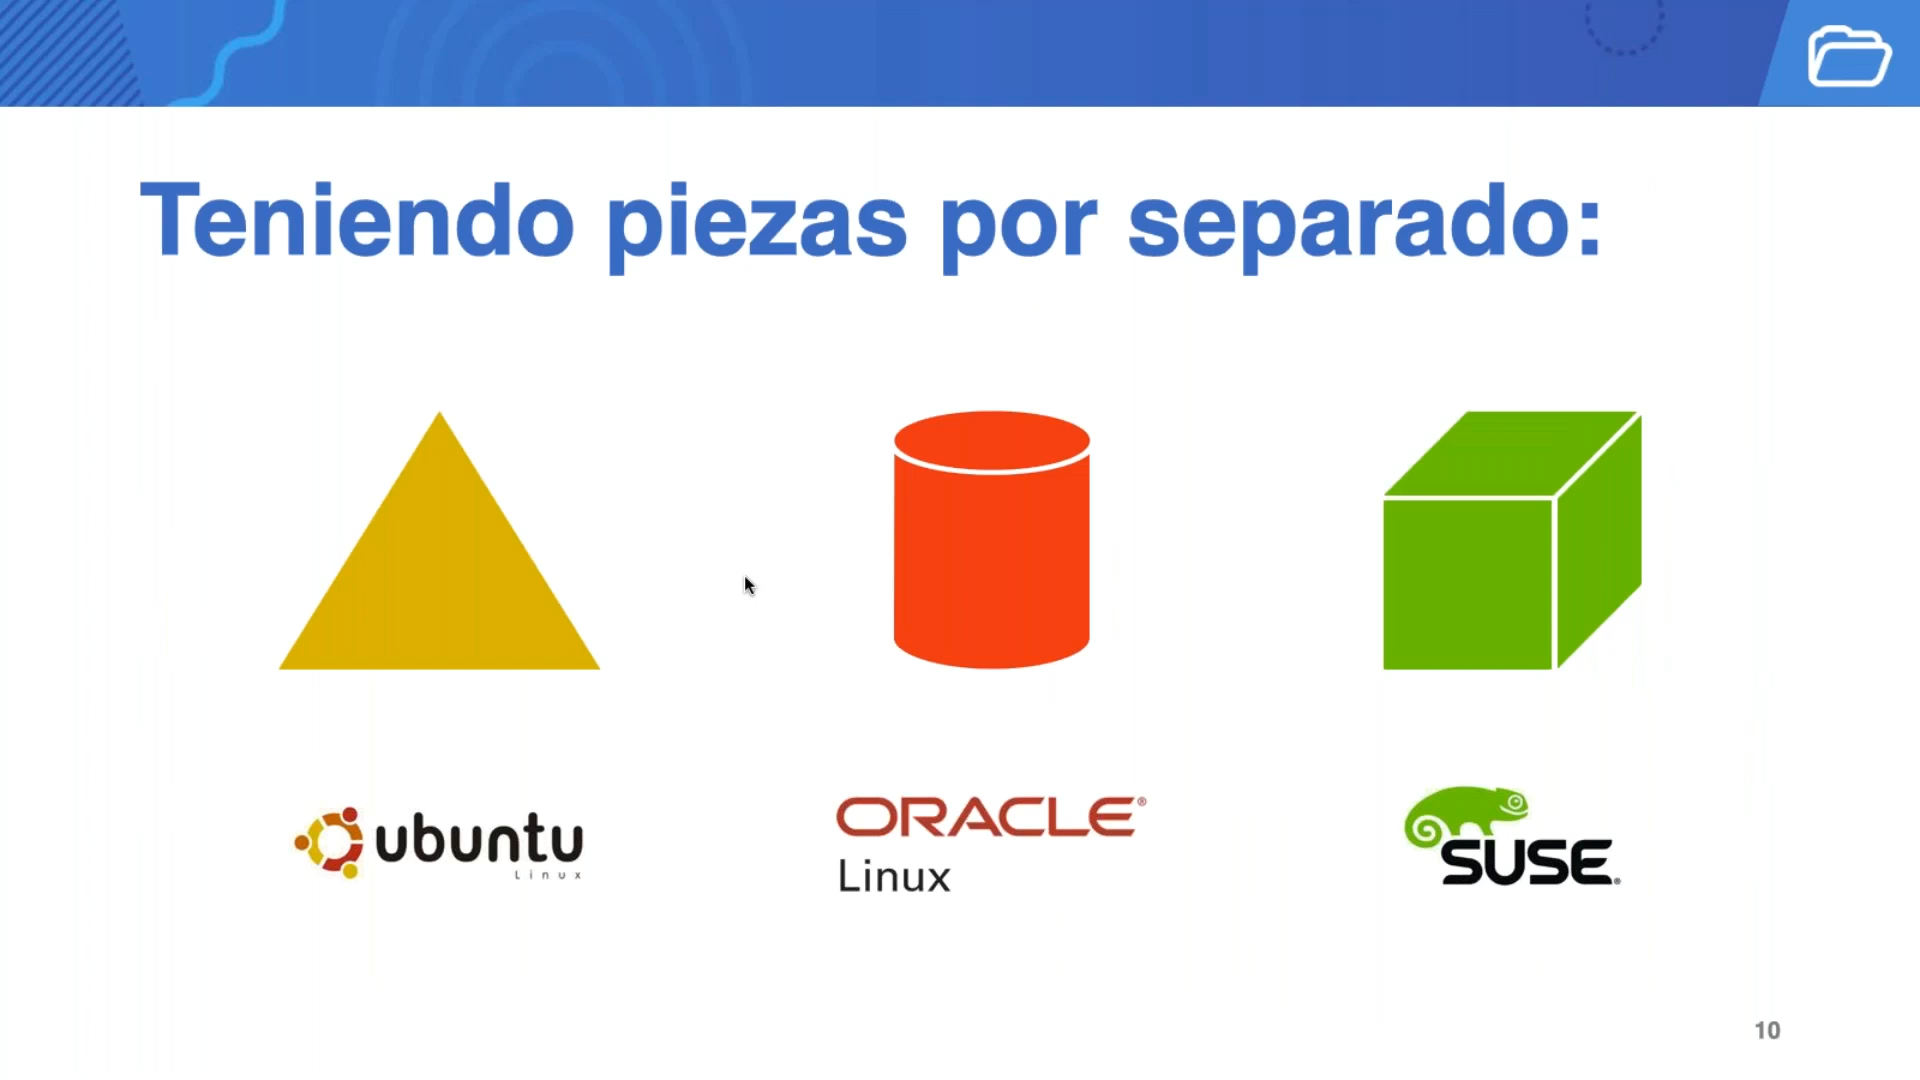 Teniendo piezas por separado:
ubuntu
Linux
ORACLE®
Linux
SUSE®
10